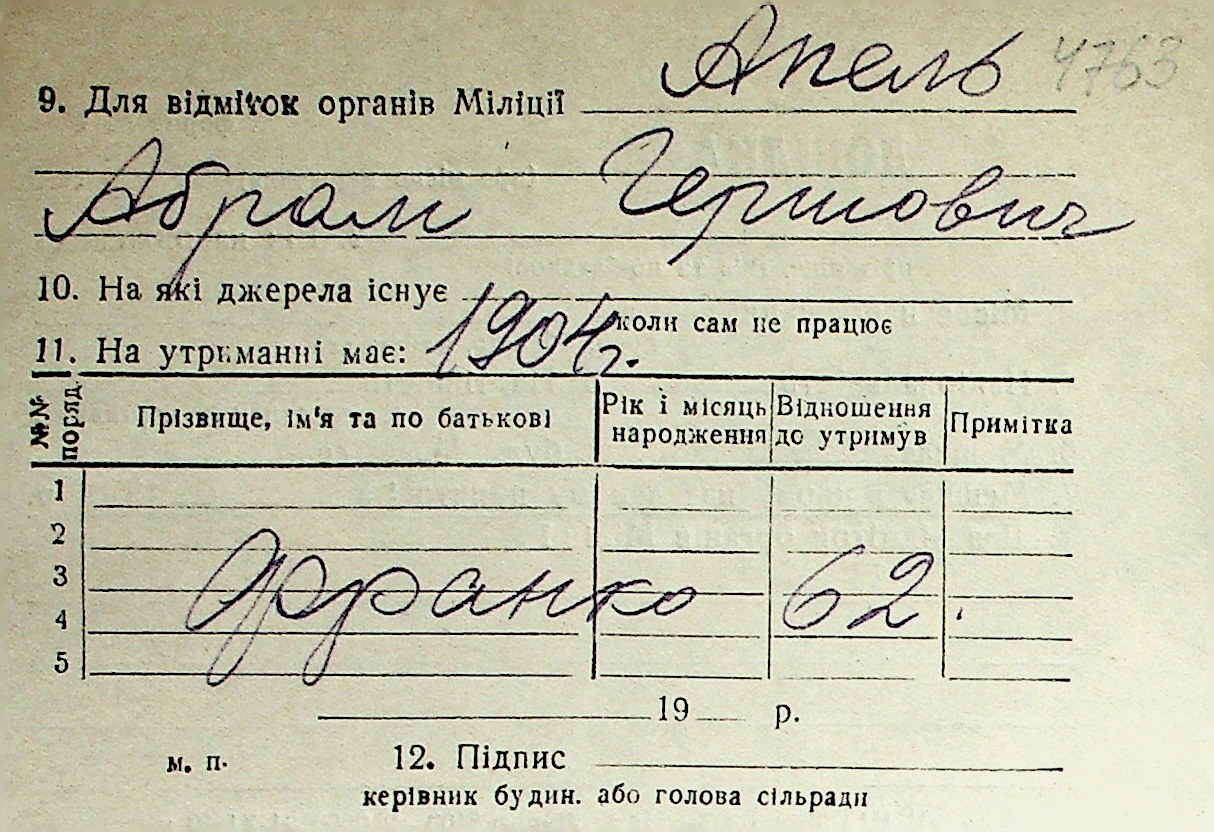 Апель 4763
9. Для відміток органів Міліції
Абрам Гершович
10. На які джерела існує
коли сам не працює
11. На утриманні має: 1904г.
№№ поряд. Прізвище, ім'я та по батькові Рік і місяць народження Відношення до утримув Примітка
1
2
3
Франко 62.
4
5
19 р.
м. п. 12. Підпис
керівник будин. або голова сільради